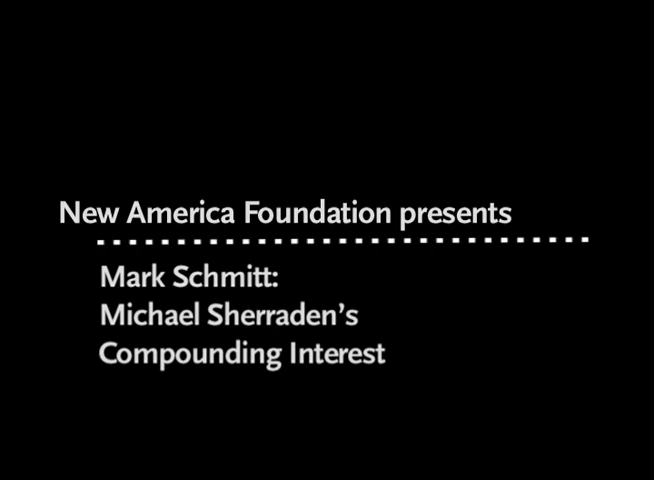 New America Foundation presents
Mark Schmitt:
Michael Sherraden's
Compounding Interest